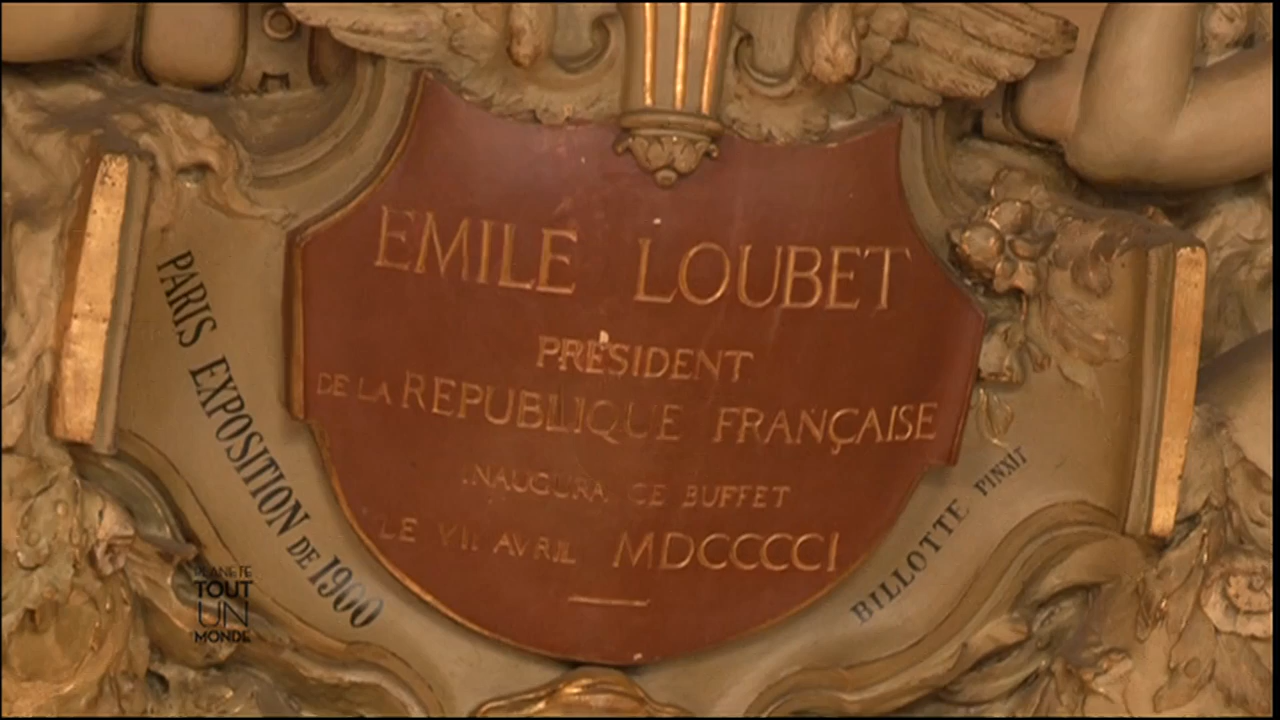 EMILE LOUBET
PRÉSIDENT
DE LA REPUBLIQUE FRANÇAISE
INAUGURA CE BUFFET
LE VII AVRIL MDCCCCI
PARIS EXPOSITION DE 1900
BILLOTTE PINXIT
PLANETE
TOUT
UN
MONDE